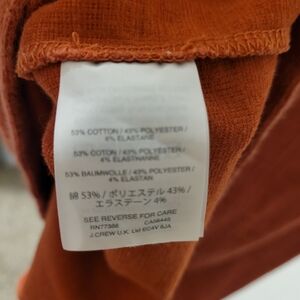 53% COTTON / 43% POLYESTER /
4% ELASTANE
53% COTON / 43% POLYESTER /
4% ELASTHANNE
53% BAUMWOLLE / 43% POLYESTER /
4% ELASTAN
綿 53% / ポリエステル 43% /
エラステーン 4%
SEE REVERSE FOR CARE
RN77388 CA06445
J.CREW U.K. Ltd EC4V 6JA